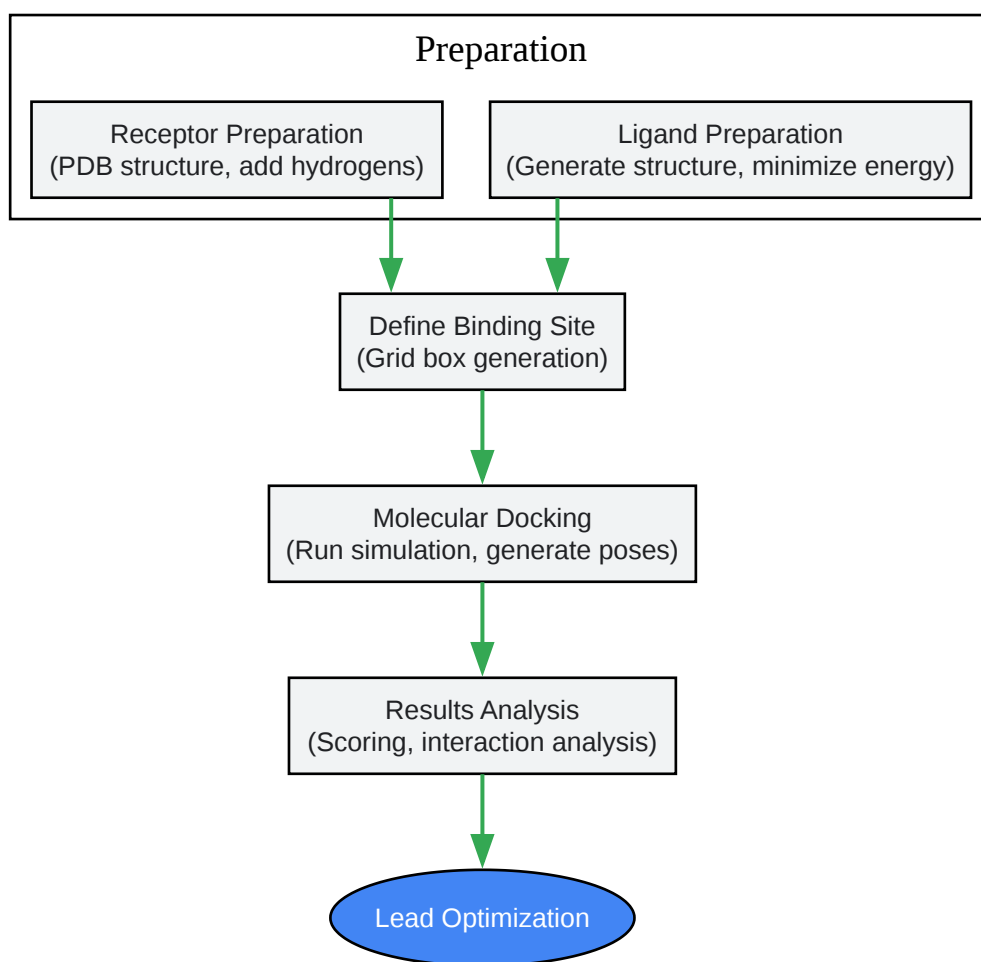 Preparation
Receptor Preparation
(PDB structure, add hydrogens)
Ligand Preparation
(Generate structure, minimize energy)
Define Binding Site
(Grid box generation)
Molecular Docking
(Run simulation, generate poses)
Results Analysis
(Scoring, interaction analysis)
Lead Optimization